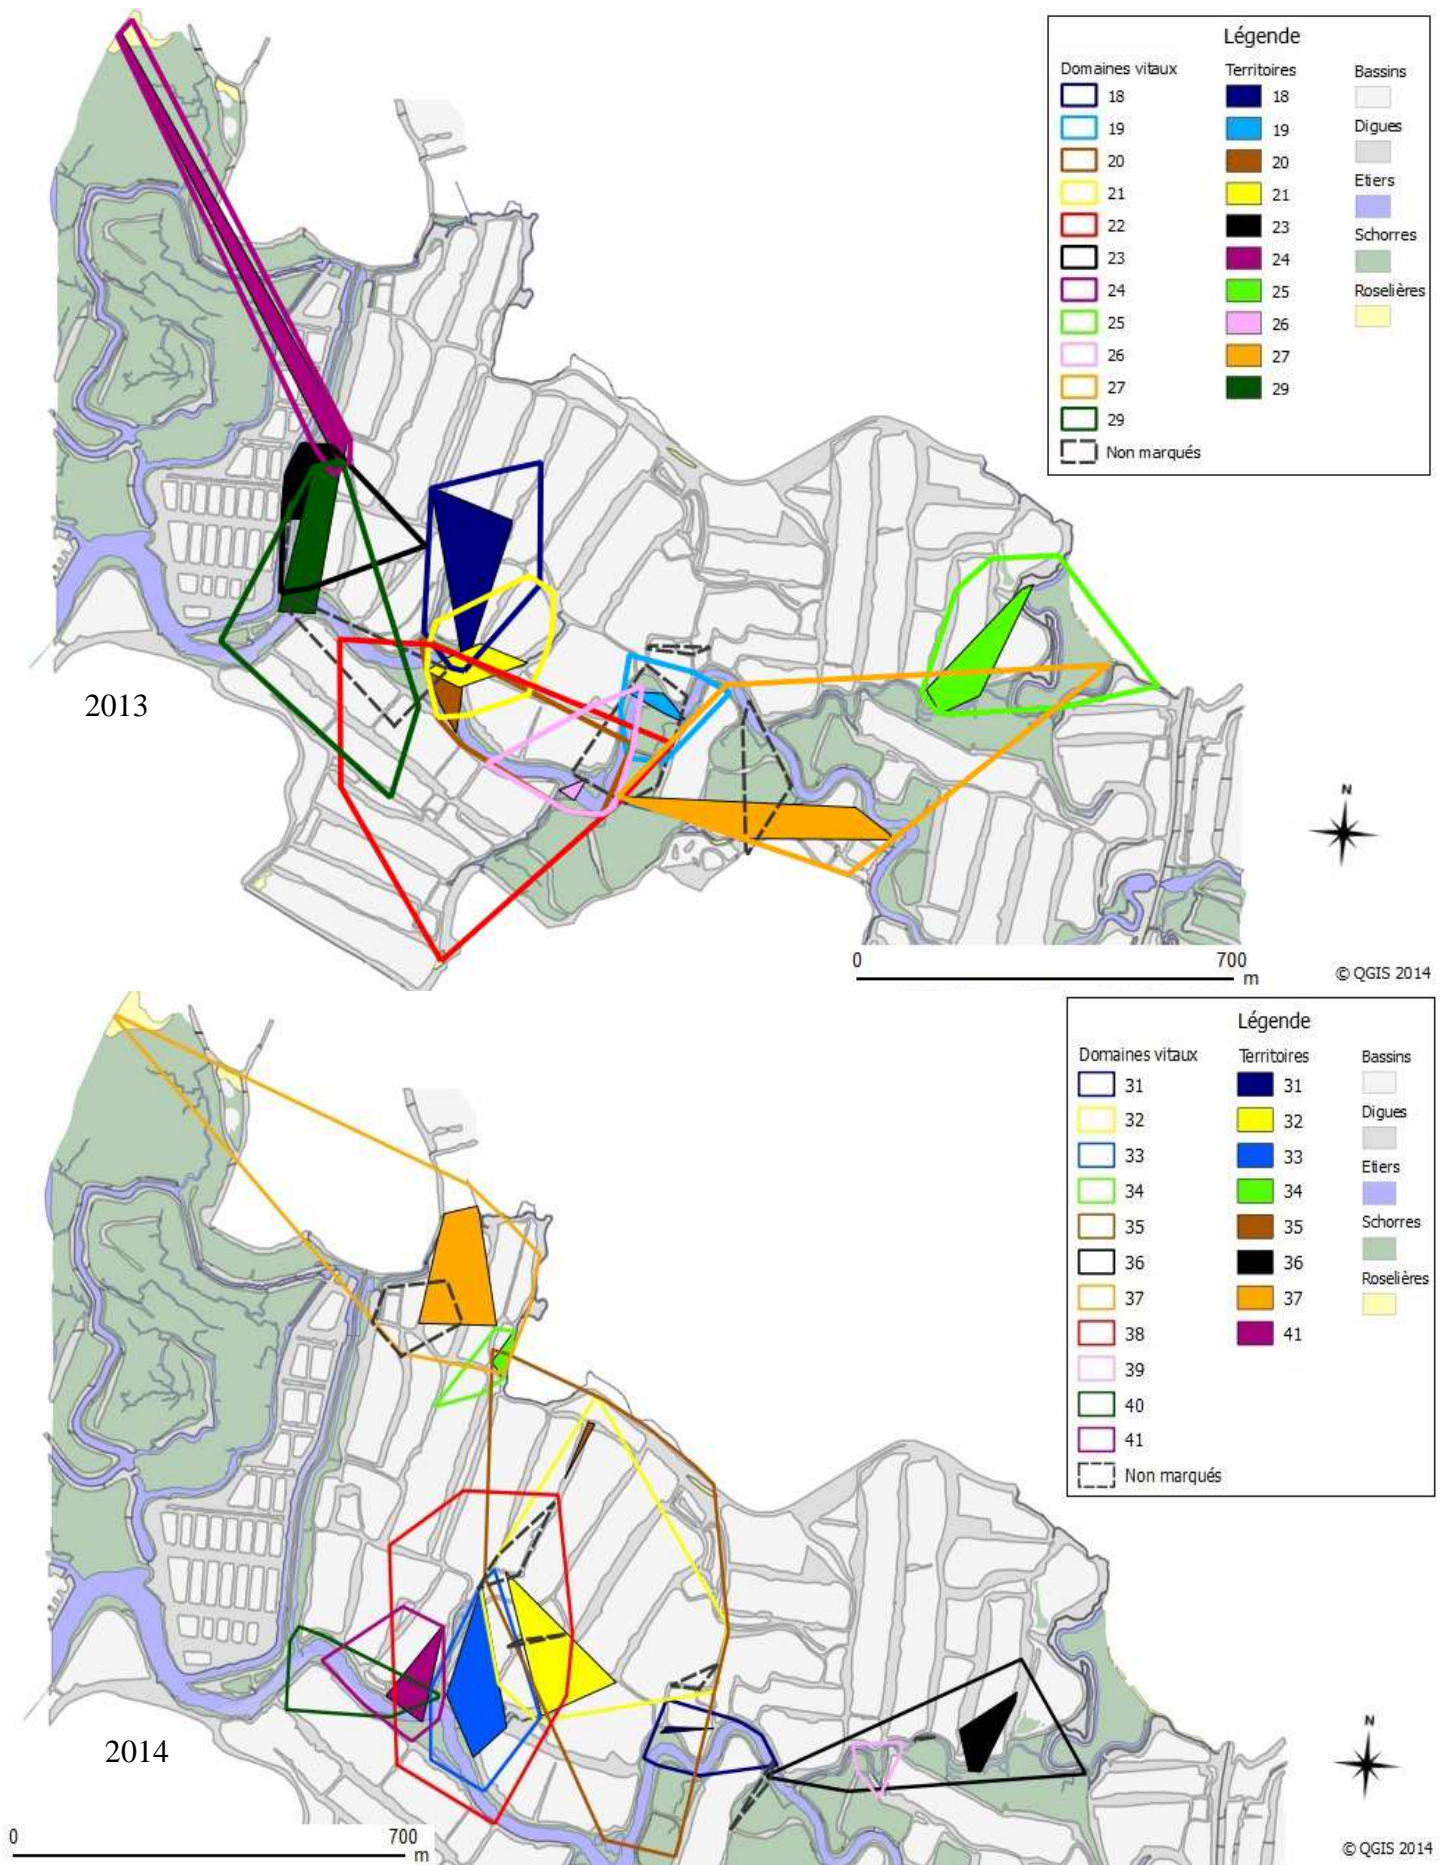 Légende
Domaines vitaux Territoires Bassins
18 18
19 19 Digues
20 20
21 21 Etiers
22 23
23 24 Schorres
24 25
25 26 Roselières
26 27
27 29
29
Non marqués
2013
N
0 700
m
© QGIS 2014
Légende
Domaines vitaux Territoires Bassins
31 31
32 32 Digues
33 33
34 34 Etiers
35 35
36 36 Schorres
37 37
38 41 Roselières
39
40
41
Non marqués
2014
N
0 700
m
© QGIS 2014